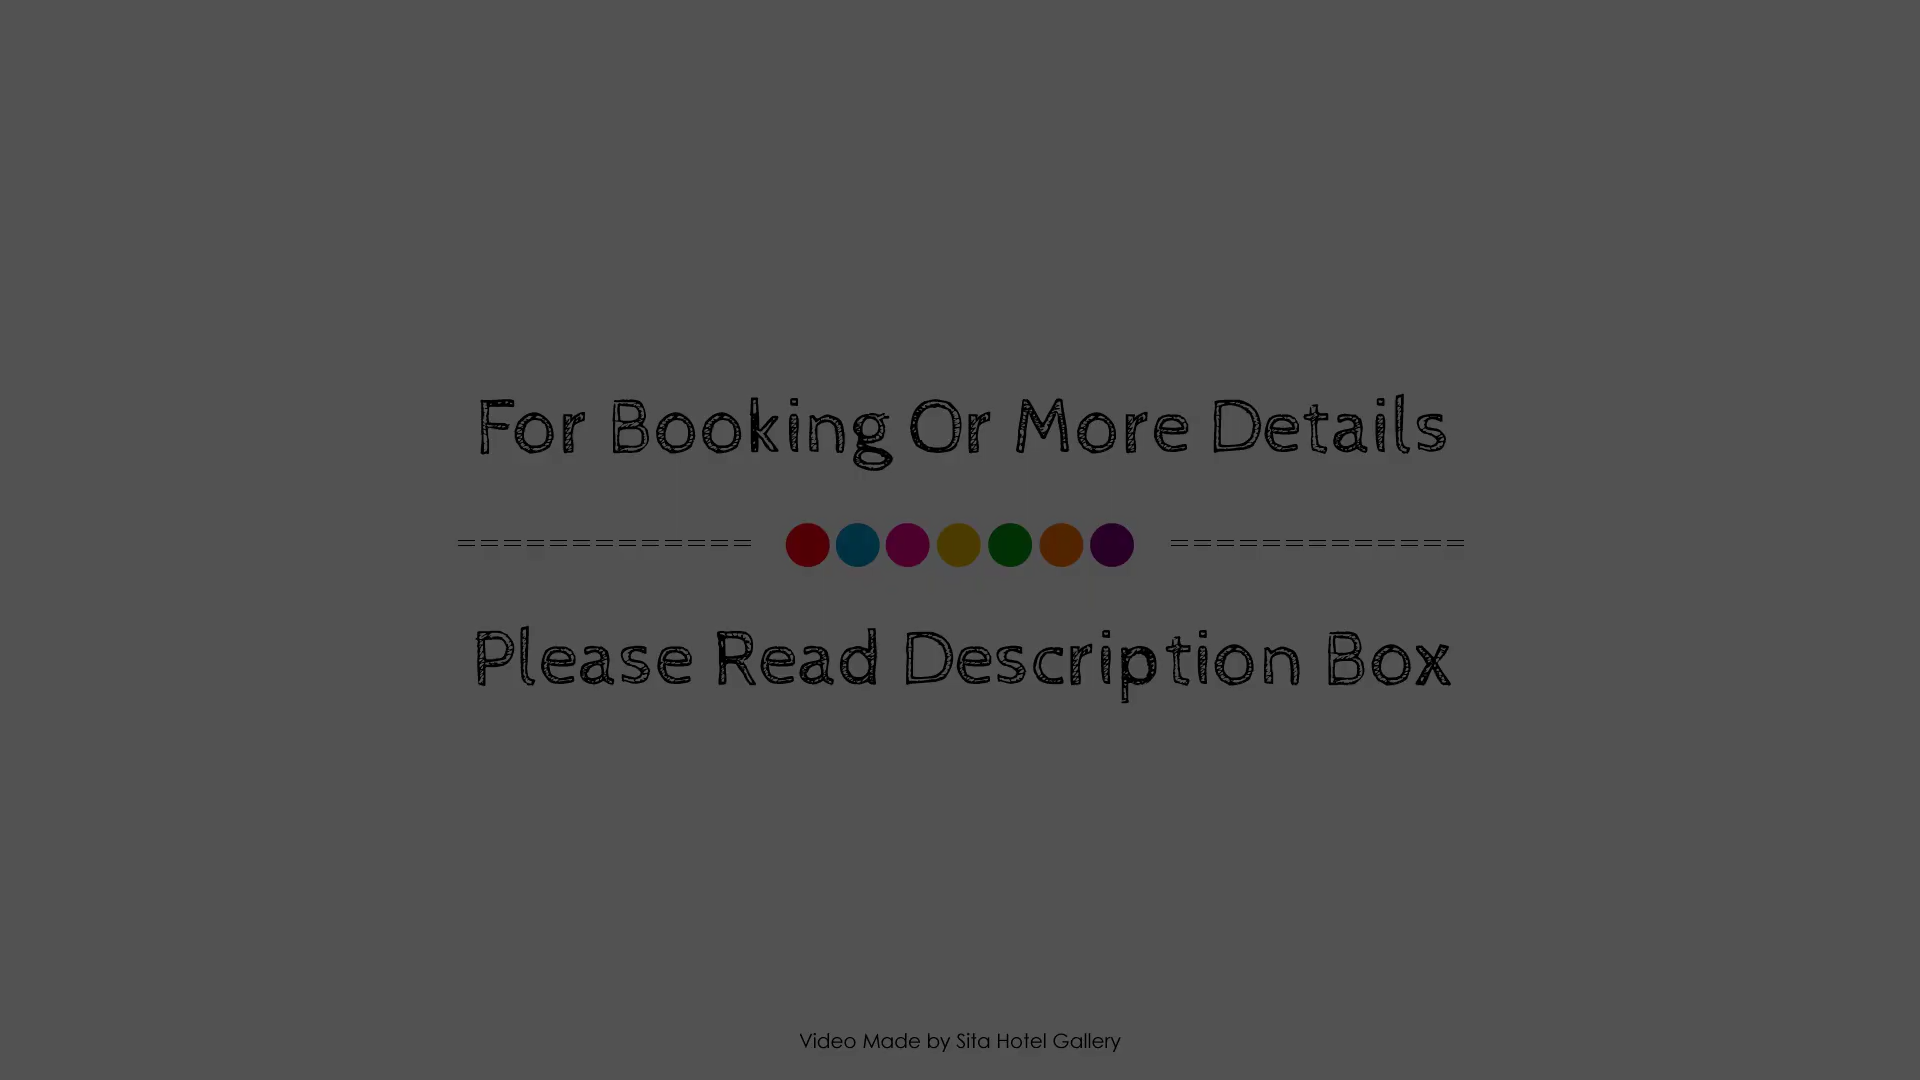 For Booking Or More Details
============= =============
Please Read Description Box
Video Made by Sita Hotel Gallery